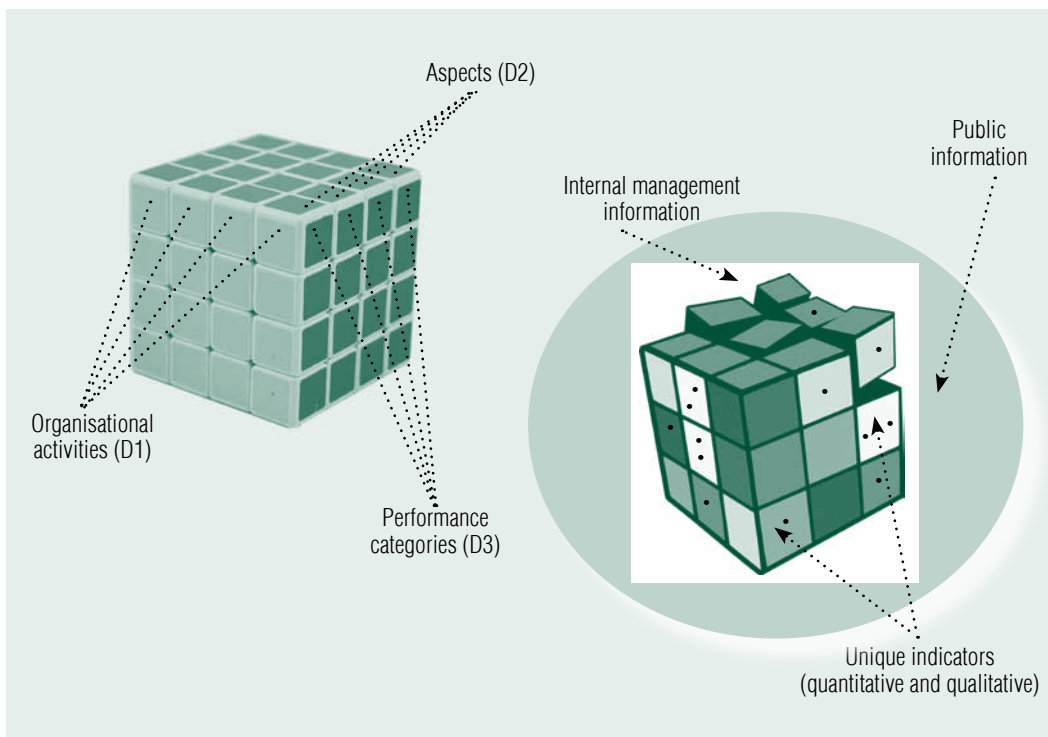 Aspects (D2)
Public
information
Internal management
information
Organisational
activities (D1)
Performance
categories (D3)
Unique indicators
(quantitative and qualitative)